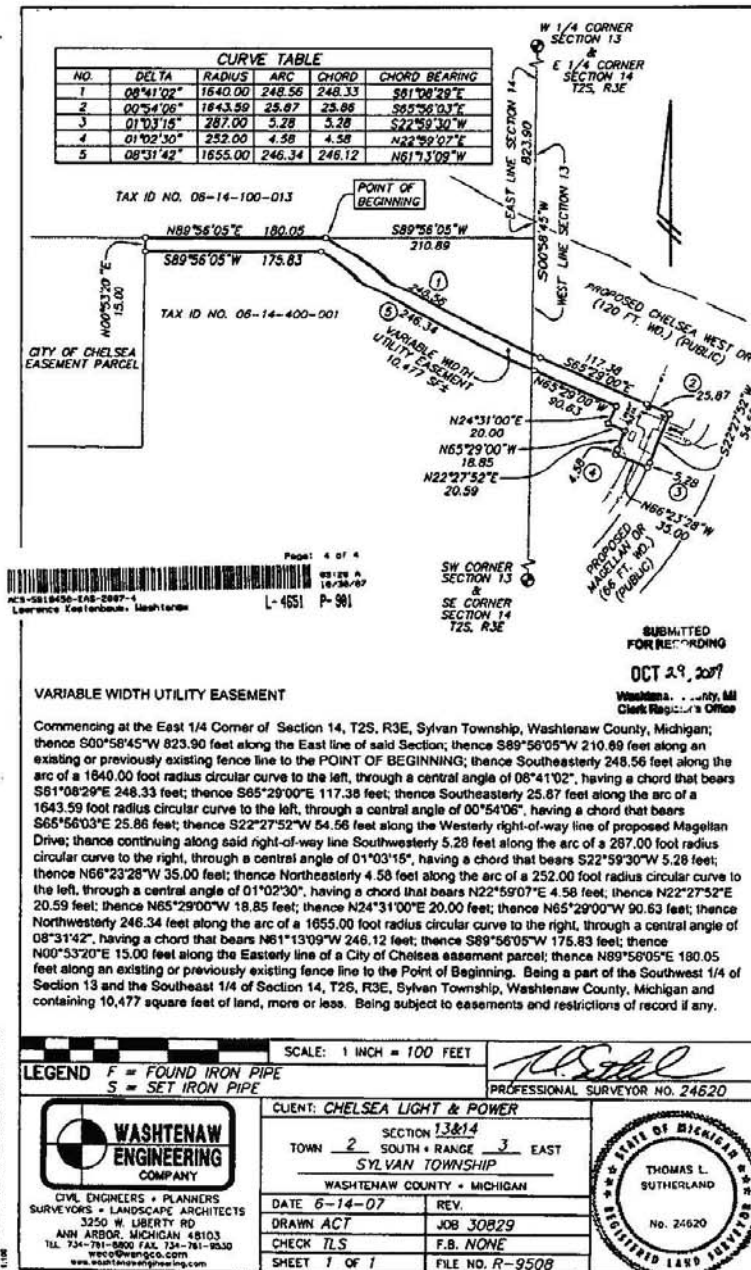 W 1/4 CORNER
SECTION 13
&
E 1/4 CORNER
SECTION 14
T2S, R3E
CURVE TABLE
NO. DELTA RADIUS ARC CHORD CHORD BEARING
1 08°41'02" 1640.00 248.56 248.33 S61°08'29"E
2 00°54'06" 1643.59 25.87 25.86 S65°56'03"E
3 01°03'15" 287.00 5.28 5.28 S22°59'30"W
4 01°02'30" 252.00 4.58 4.58 N22°59'07"E
5 08°31'42" 1655.00 246.34 246.12 N61°13'09"W
EAST LINE SECTION 14
823.90
S00°58'45"W
WEST LINE SECTION 13
TAX ID NO. 06-14-100-013
POINT OF
BEGINNING
N89°56'05"E 180.05
S89°56'05"W
210.89
S89°56'05"W 175.83
N00°53'20"E
15.00
TAX ID NO. 06-14-400-001
CITY OF CHELSEA
EASEMENT PARCEL
1
248.56
5
246.34
VARIABLE WIDTH
UTILITY EASEMENT
10,477 SF±
PROPOSED CHELSEA WEST DR
(120 FT. WD.) (PUBLIC)
117.38
S65°29'00"E
2
25.87
N65°29'00"W
90.63
S22°27'52"W
N24°31'00"E
20.00
N65°29'00"W
18.85
N22°27'52"E
20.59
4.58
4
5.28
3
N66°23'28"W
35.00
PROPOSED
MAGELLAN DR
(66 FT. WD.)
(PUBLIC)
Page: 4 of 4
L-4651 P-901
SW CORNER
SECTION 13
&
SE CORNER
SECTION 14
T2S, R3E
SUBMITTED
FOR RECORDING
OCT 29, 2007
Clerk Register's Office
VARIABLE WIDTH UTILITY EASEMENT
Commencing at the East 1/4 Corner of Section 14, T2S, R3E, Sylvan Township, Washtenaw County, Michigan;
thence S00°58'45"W 823.90 feet along the East line of said Section; thence S89°56'05"W 210.89 feet along an
existing or previously existing fence line to the POINT OF BEGINNING; thence Southeasterly 248.56 feet along the
arc of a 1640.00 foot radius circular curve to the left, through a central angle of 08°41'02", having a chord that bears
S61°08'29"E 248.33 feet; thence S65°29'00"E 117.38 feet; thence Southeasterly 25.87 feet along the arc of a
1643.59 foot radius circular curve to the left, through a central angle of 00°54'06", having a chord that bears
S65°56'03"E 25.86 feet; thence S22°27'52"W 54.56 feet along the Westerly right-of-way line of proposed Magellan
Drive; thence continuing along said right-of-way line Southwesterly 5.28 feet along the arc of a 287.00 foot radius
circular curve to the right, through a central angle of 01°03'15", having a chord that bears S22°59'30"W 5.28 feet;
thence N66°23'28"W 35.00 feet; thence Northeasterly 4.58 feet along the arc of a 252.00 foot radius circular curve to
the left, through a central angle of 01°02'30", having a chord that bears N22°59'07"E 4.58 feet; thence N22°27'52"E
20.59 feet; thence N65°29'00"W 18.85 feet; thence N24°31'00"E 20.00 feet; thence N65°29'00"W 90.63 feet; thence
Northwesterly 246.34 feet along the arc of a 1655.00 foot radius circular curve to the right, through a central angle of
08°31'42", having a chord that bears N61°13'09"W 246.12 feet; thence S89°56'05"W 175.83 feet; thence
N00°53'20"E 15.00 feet along the Easterly line of a City of Chelsea easement parcel; thence N89°56'05"E 180.05
feet along an existing or previously existing fence line to the Point of Beginning. Being a part of the Southwest 1/4 of
Section 13 and the Southeast 1/4 of Section 14, T2S, R3E, Sylvan Township, Washtenaw County, Michigan and
containing 10,477 square feet of land, more or less. Being subject to easements and restrictions of record if any.
SCALE: 1 INCH = 100 FEET
LEGEND F = FOUND IRON PIPE
S = SET IRON PIPE
PROFESSIONAL SURVEYOR NO. 24620
WASHTENAW
ENGINEERING
COMPANY
CIVIL ENGINEERS • PLANNERS
SURVEYORS • LANDSCAPE ARCHITECTS
3250 W. LIBERTY RD
ANN ARBOR, MICHIGAN 48103
TEL 734-761-8800 FAX 734-761-9530
weco@wengco.com
www.washtenawengineering.com
CLIENT: CHELSEA LIGHT & POWER
SECTION 13&14
TOWN 2 SOUTH • RANGE 3 EAST
SYLVAN TOWNSHIP
WASHTENAW COUNTY • MICHIGAN
DATE 6-14-07 REV.
DRAWN ACT JOB 30829
CHECK TLS F.B. NONE
SHEET 1 OF 1 FILE NO. R-9508
STATE OF MICHIGAN
THOMAS L.
SUTHERLAND
No. 24620
REGISTERED LAND SURVEYOR